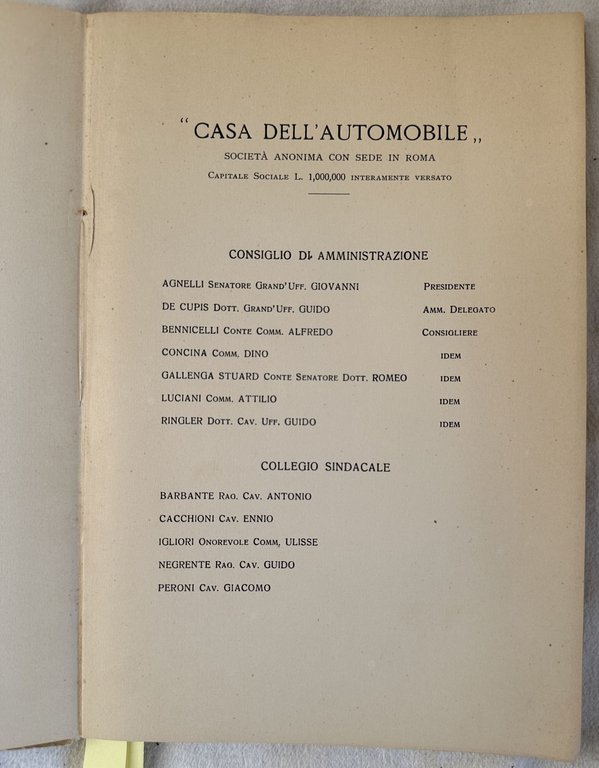 “ CASA DELL'AUTOMOBILE „
SOCIETÀ ANONIMA CON SEDE IN ROMA
CAPITALE SOCIALE L. 1,000,000 INTERAMENTE VERSATO
CONSIGLIO DI AMMINISTRAZIONE
AGNELLI SENATORE GRAND'UFF. GIOVANNI PRESIDENTE
DE CUPIS DOTT. GRAND'UFF. GUIDO AMM. DELEGATO
BENNICELLI CONTE COMM. ALFREDO CONSIGLIERE
CONCINA COMM. DINO IDEM
GALLENGA STUARD CONTE SENATORE DOTT. ROMEO IDEM
LUCIANI COMM. ATTILIO IDEM
RINGLER DOTT. CAV. UFF. GUIDO IDEM
COLLEGIO SINDACALE
BARBANTE RAG. CAV. ANTONIO
CACCHIONI CAV. ENNIO
IGLIORI ONOREVOLE COMM, ULISSE
NEGRENTE RAG. CAV. GUIDO
PERONI CAV. GIACOMO